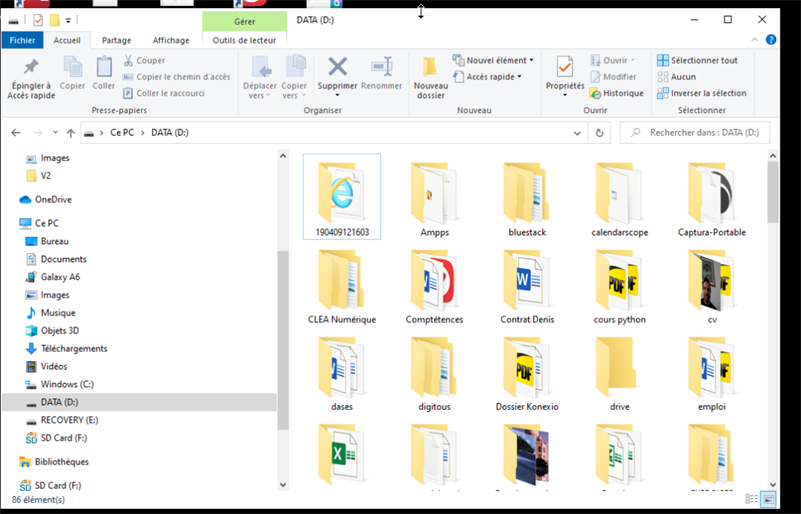 Gérer
DATA (D:)
Fichier
Accueil
Partage
Affichage
Outils de lecteur
Épingler à
Accès rapide
Copier
Coller
Couper
Copier le chemin d'accès
Coller le raccourci
Presse-papiers
Déplacer
vers
Copier
vers
Supprimer
Renommer
Organiser
Nouveau
dossier
Nouvel élément
Accès rapide
Nouveau
Propriétés
Ouvrir
Modifier
Historique
Ouvrir
Sélectionner tout
Aucun
Inverser la sélection
Sélectionner
Ce PC > DATA (D:)
Rechercher dans : DATA (D:)
Images
V2
OneDrive
Ce PC
Bureau
Documents
Galaxy A6
Images
Musique
Objets 3D
Téléchargements
Vidéos
Windows (C:)
DATA (D:)
RECOVERY (E:)
SD Card (F:)
Bibliothèques
SD Card (F:)
190409121603
Ampps
bluestack
calendarscope
Captura-Portable
CLEA Numérique
Comptétences
Contrat Denis
cours python
cv
dases
digitous
Dossier Konexio
drive
emploi
86 élément(s)